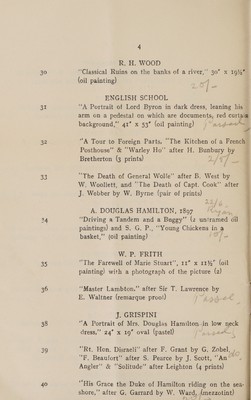 4
R. H. WOOD
30 "Classical Ruins on the banks of a river," 30" x 19½"
(oil painting)
20/-
ENGLISH SCHOOL
31 "A Portrait of Lord Byron in dark dress, leaning his
arm on a pedestal on which are documents, red curtain
background," 41" x 33" (oil painting)
32 "A Tour to Foreign Parts, "The Kitchen of a French
Posthouse" & "Warley Ho" after H. Bunbury by
Bretherton (3 prints)
33 "The Death of General Wolfe" after B. West by
W. Woollett, and "The Death of Capt. Cook" after
J. Webber by W. Byrne (pair of prints)
A. DOUGLAS HAMILTON, 1897
34 "Driving a Tandem and a Buggy" (2 unframed oil
paintings) and S. G. P., "Young Chickens in a
basket," (oil painting)
W. P. FRITH
35 "The Farewell of Marie Stuart", 11" x 11¾" (oil
painting) with a photograph of the picture (2)
36 "Master Lambton," after Sir T. Lawrence by
E. Waltner (remarque proof)
J. GRISPINI
38 "A Portrait of Mrs. Douglas Hamilton in low neck
dress," 24" x 19" oval (pastel)
39 "Rt. Hon. Disraeli" after F. Grant by G. Zobel,
"F. Beaufort" after S. Pearce by J. Scott, "An
Angler" & "Solitude" after Leighton (4 prints)
40 "His Grace the Duke of Hamilton riding on the sea-
shore," after G. Garrard by W. Ward, (mezzotint)